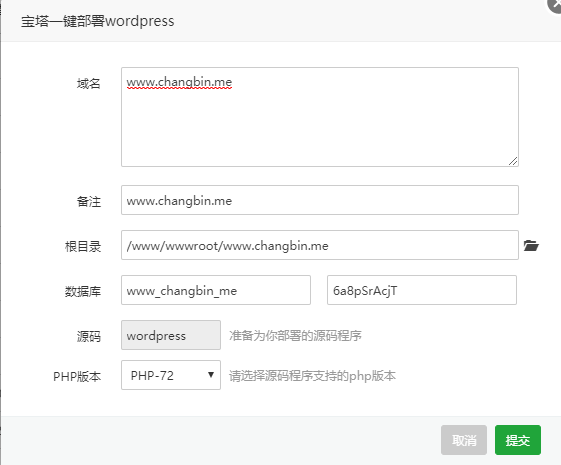 宝塔一键部署wordpress
域名 www.changbin.me
备注 www.changbin.me
根目录 /www/wwwroot/www.changbin.me
数据库 www_changbin_me 6a8pSrAcjT
源码 wordpress 准备为你部署的源码程序
PHP版本 PHP-72 请选择源码程序支持的php版本
取消 提交